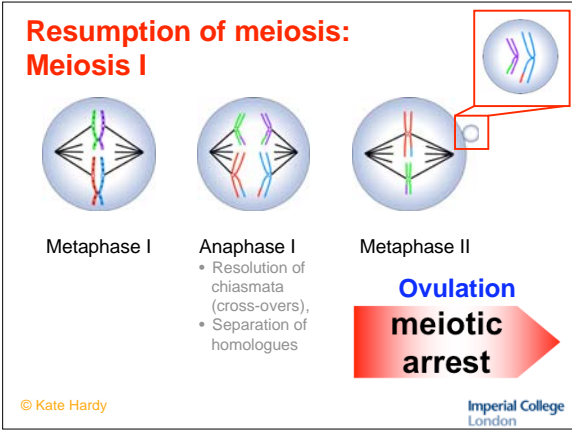 Resumption of meiosis:
Meiosis I
Metaphase I
Anaphase I
• Resolution of
chiasmata
(cross-overs),
• Separation of
homologues
Metaphase II
Ovulation
meiotic
arrest
© Kate Hardy
Imperial College
London